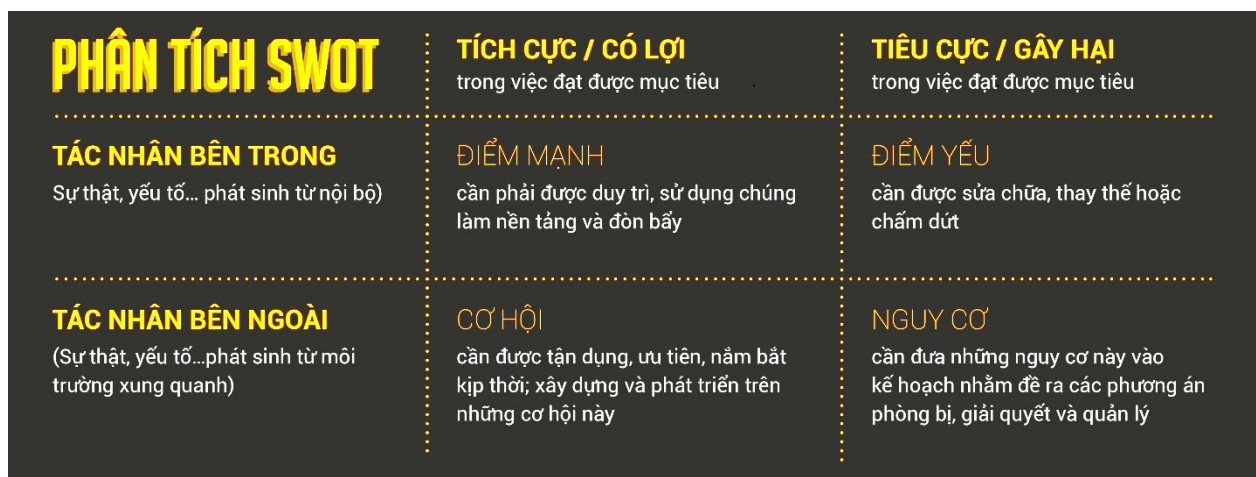 PHÂN TÍCH SWOT
TÍCH CỰC / CÓ LỢI
trong việc đạt được mục tiêu
TIÊU CỰC / GÂY HẠI
trong việc đạt được mục tiêu
TÁC NHÂN BÊN TRONG
Sự thật, yếu tố... phát sinh từ nội bộ)
ĐIỂM MẠNH
cần phải được duy trì, sử dụng chúng
làm nền tảng và đòn bẩy
ĐIỂM YẾU
cần được sửa chữa, thay thế hoặc
chấm dứt
TÁC NHÂN BÊN NGOÀI
(Sự thật, yếu tố...phát sinh từ môi
trường xung quanh)
CƠ HỘI
cần được tận dụng, ưu tiên, nắm bắt
kịp thời; xây dựng và phát triển trên
những cơ hội này
NGUY CƠ
cần đưa những nguy cơ này vào
kế hoạch nhằm đề ra các phương án
phòng bị, giải quyết và quản lý